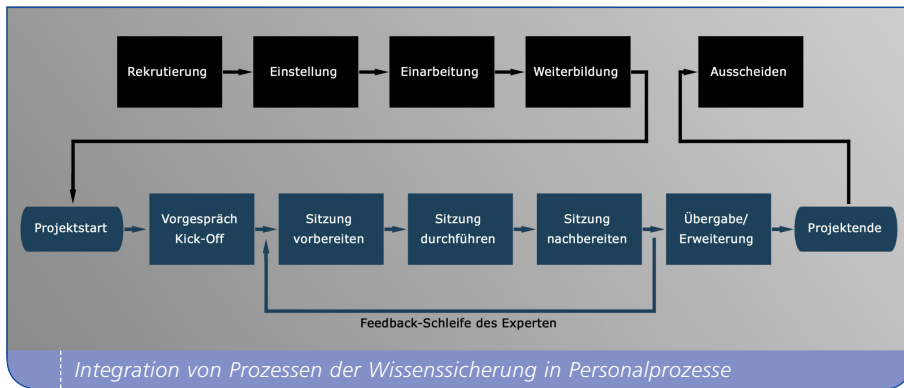 Rekrutierung
Einstellung
Einarbeitung
Weiterbildung
Ausscheiden
Projektstart
Vorgespräch
Kick-Off
Sitzung
vorbereiten
Sitzung
durchführen
Sitzung
nachbereiten
Übergabe/
Erweiterung
Projektende
Feedback-Schleife des Experten
Integration von Prozessen der Wissenssicherung in Personalprozesse